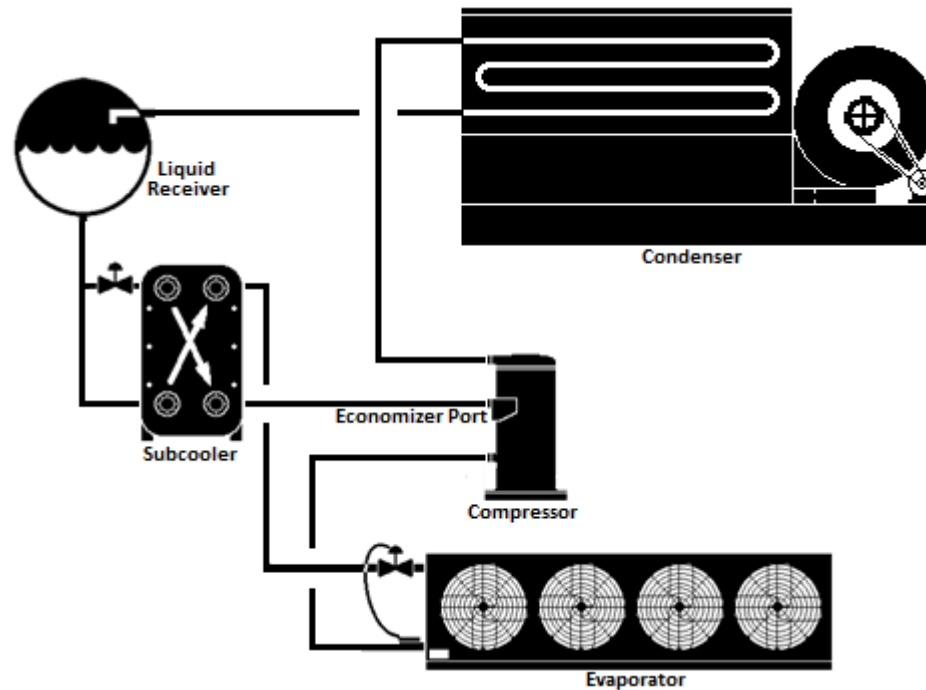 Liquid
Receiver
Condenser
Economizer Port
Subcooler
Compressor
Evaporator